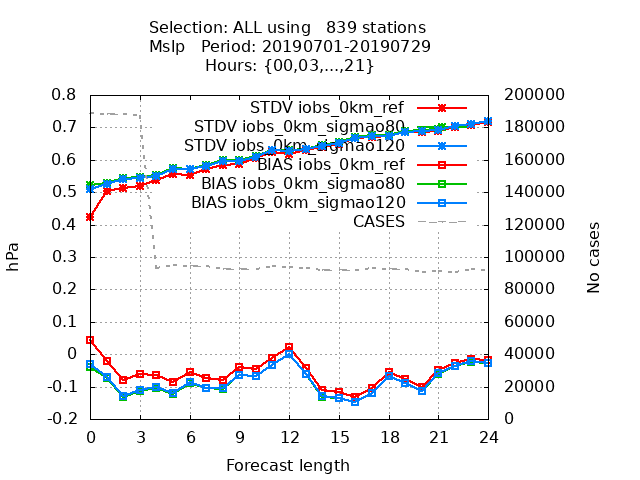 Selection: ALL using   839 stations
Mslp   Period: 20190701-20190729
Hours: {00,03,...,21}
STDV iobs_0km_ref
STDV iobs_0km_sigmao80
STDV iobs_0km_sigmao120
BIAS iobs_0km_ref
BIAS iobs_0km_sigmao80
BIAS iobs_0km_sigmao120
CASES
0.8
0.7
0.6
0.5
0.4
0.3
0.2
0.1
0
-0.1
-0.2
hPa
200000
180000
160000
140000
120000
100000
80000
60000
40000
20000
0
No cases
0 3 6 9 12 15 18 21 24
Forecast length